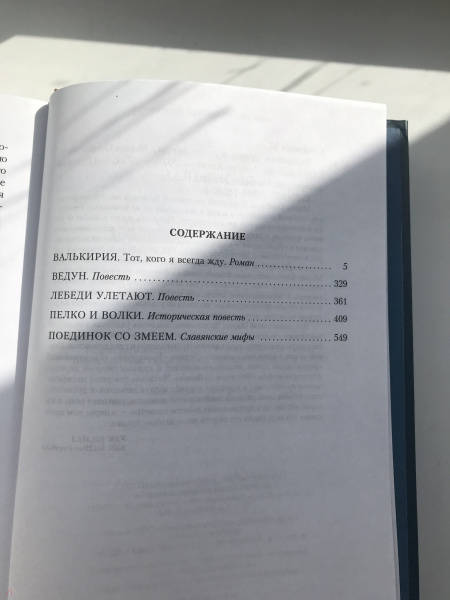 СОДЕРЖАНИЕ
ВАЛЬКИРИЯ. Тот, кого я всегда жду. Роман .................... 5
ВЕДУН. Повесть .................... 329
ЛЕБЕДИ УЛЕТАЮТ. Повесть .................... 361
ПЕЛКО И ВОЛКИ. Историческая повесть .................... 409
ПОЕДИНОК СО ЗМЕЕМ. Славянские мифы .................... 549